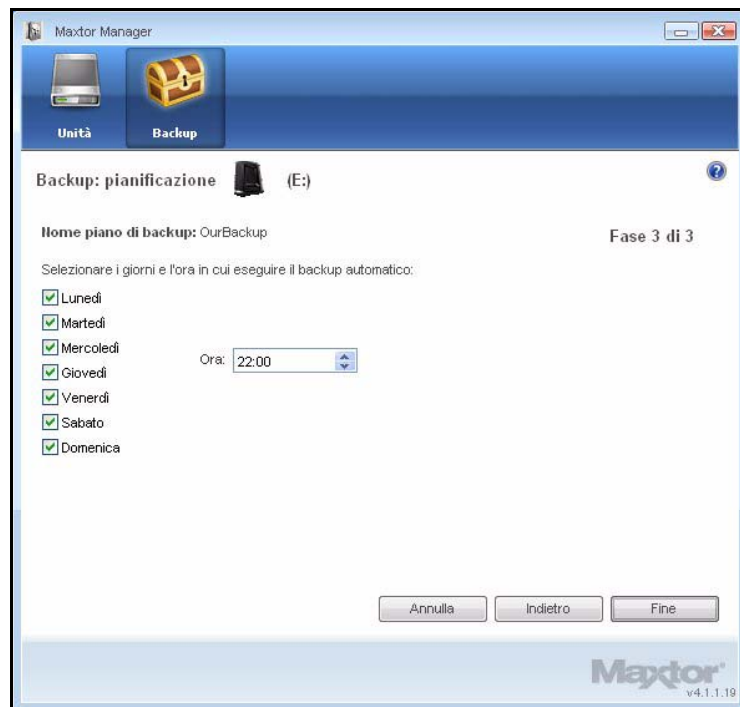 Maxtor Manager
Unità
Backup
Backup: pianificazione (E:)
Nome piano di backup: OurBackup
Fase 3 di 3
Selezionare i giorni e l'ora in cui eseguire il backup automatico:
Lunedì
Martedì
Mercoledì
Giovedì
Venerdì
Sabato
Domenica
Ora: 22:00
Annulla
Indietro
Fine
Maxtor
v4.1.1.19